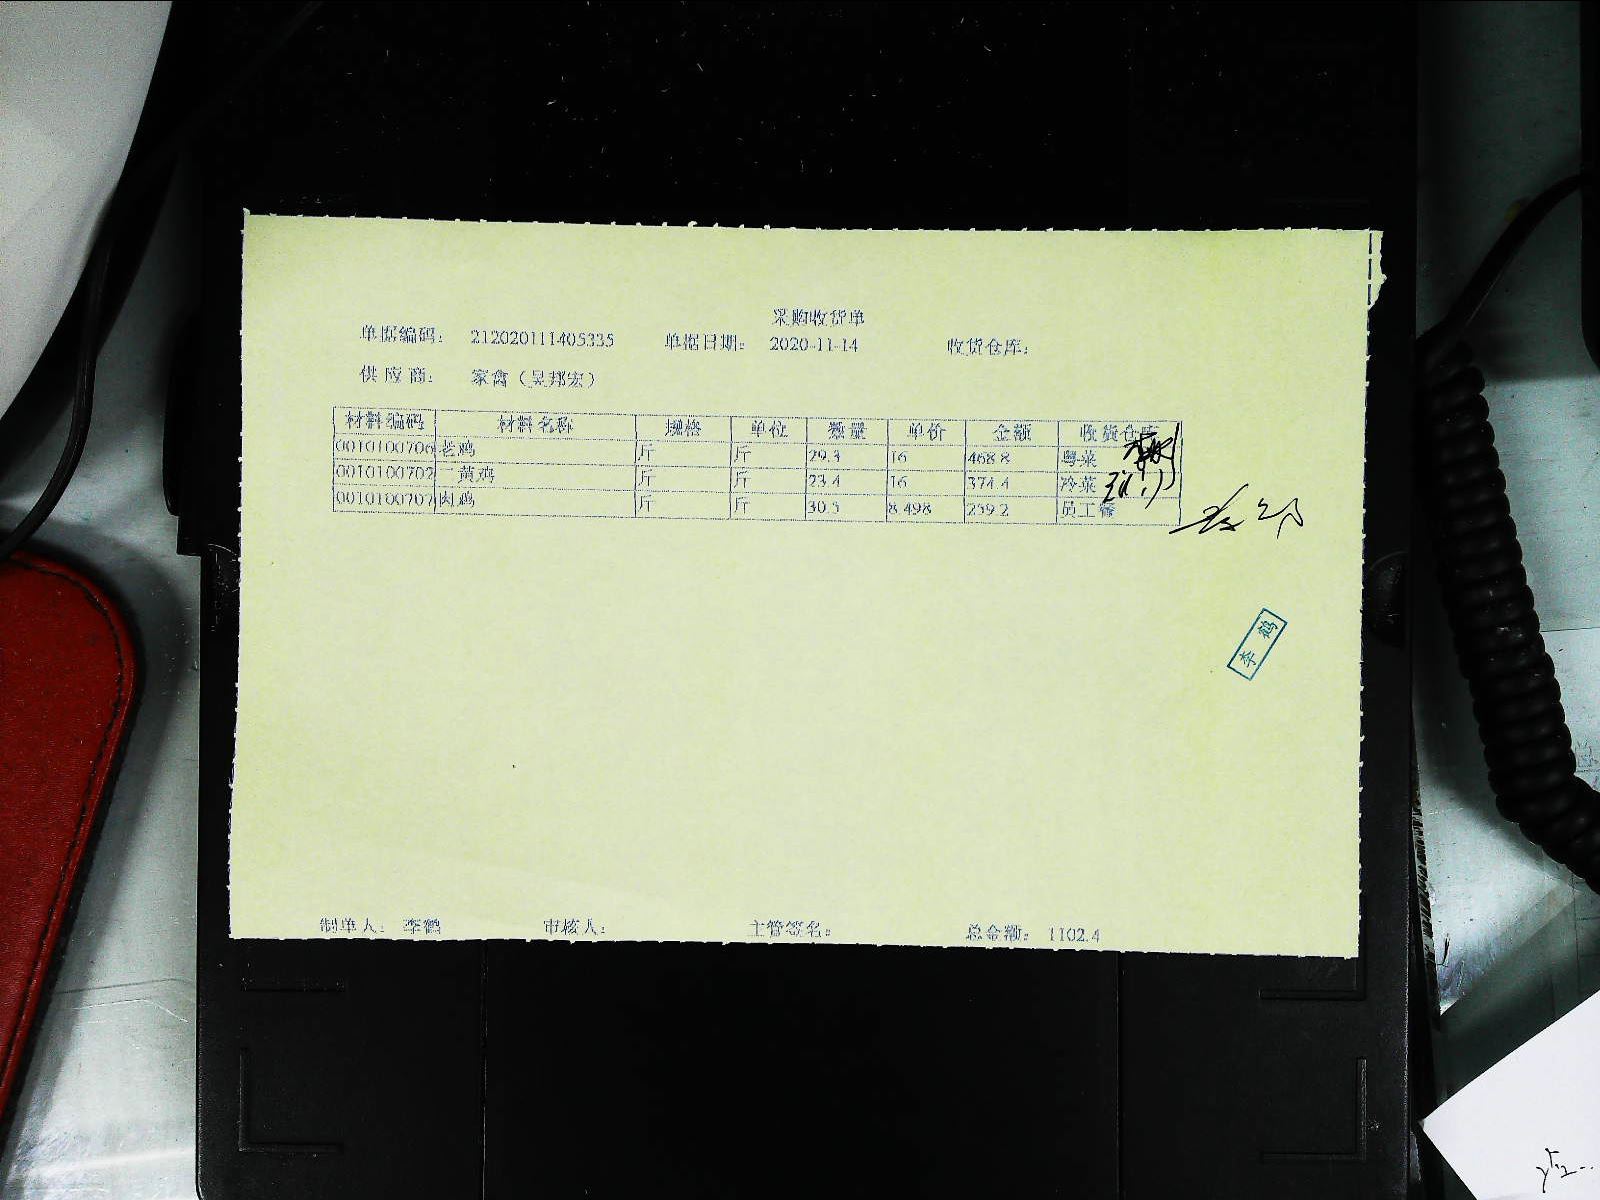 采购收货单
单据编码： 212020111405335 单据日期： 2020-11-14 收货仓库：
供 应 商： 家禽（吴邦宏）
材料编码 材料名称 规格 单位 数量 单价 金额 收货仓库
0010100706 老鸡 斤 斤 29.3 16 468.8 粤菜
0010100702 二黄鸡 斤 斤 23.4 16 374.4 冷菜
0010100707 肉鸡 斤 斤 30.5 8.498 259.2 员工餐
李鹤
制单人： 李鹤 审核人： 主管签名： 总金额： 1102.4